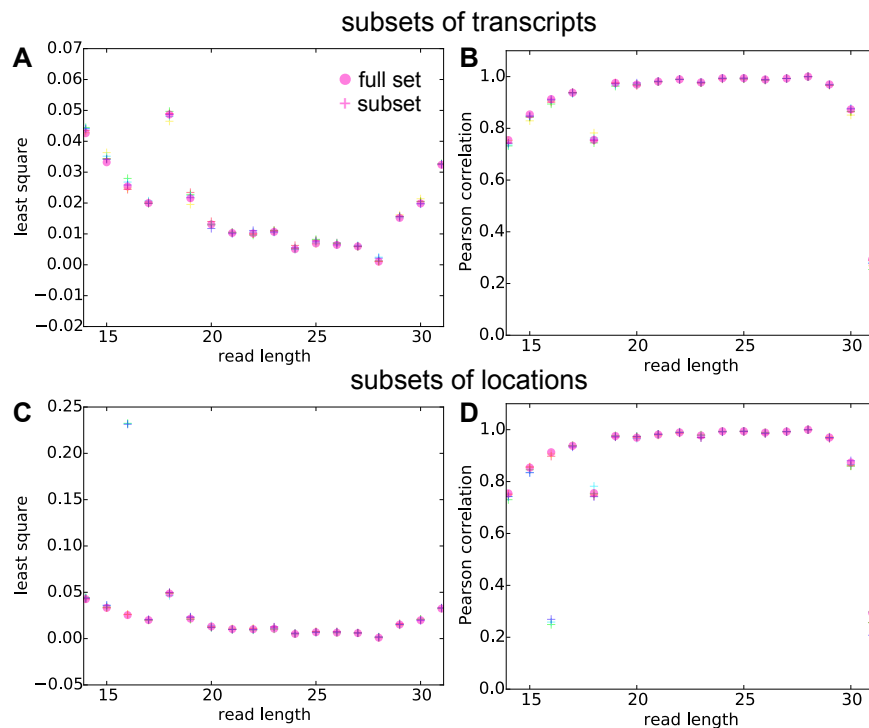 subsets of transcripts
A
0.07
0.06
0.05
0.04
0.03
0.02
0.01
0.00
−0.01
−0.02
least square
full set
subset
15
20
25
30
read length
B
1.0
0.8
0.6
0.4
0.2
0.0
Pearson correlation
15
20
25
30
read length
subsets of locations
C
0.25
0.20
0.15
0.10
0.05
0.00
−0.05
least square
15
20
25
30
read length
D
1.0
0.8
0.6
0.4
0.2
0.0
Pearson correlation
15
20
25
30
read length